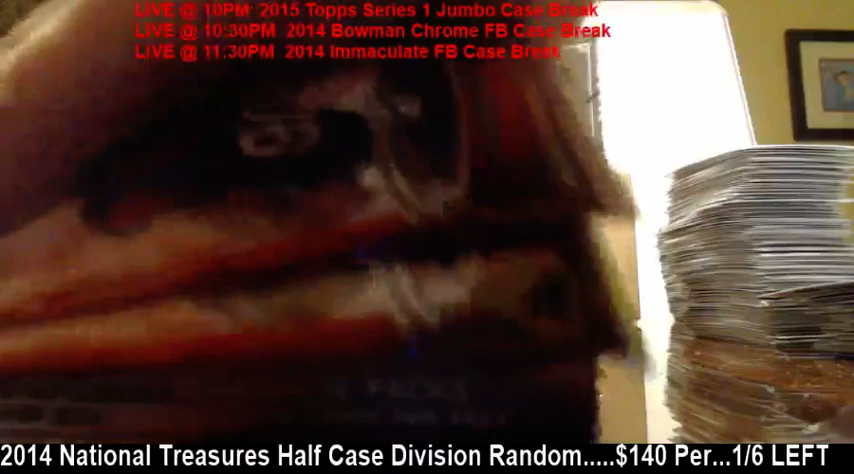 LIVE @ 10PM 2015 Topps Series 1 Jumbo Case Break
LIVE @ 10:30PM 2014 Bowman Chrome FB Case Break
LIVE @ 11:30PM 2014 Immaculate FB Case Break
PACKS
2014 National Treasures Half Case Division Random.....$140 Per...1/6 LEFT